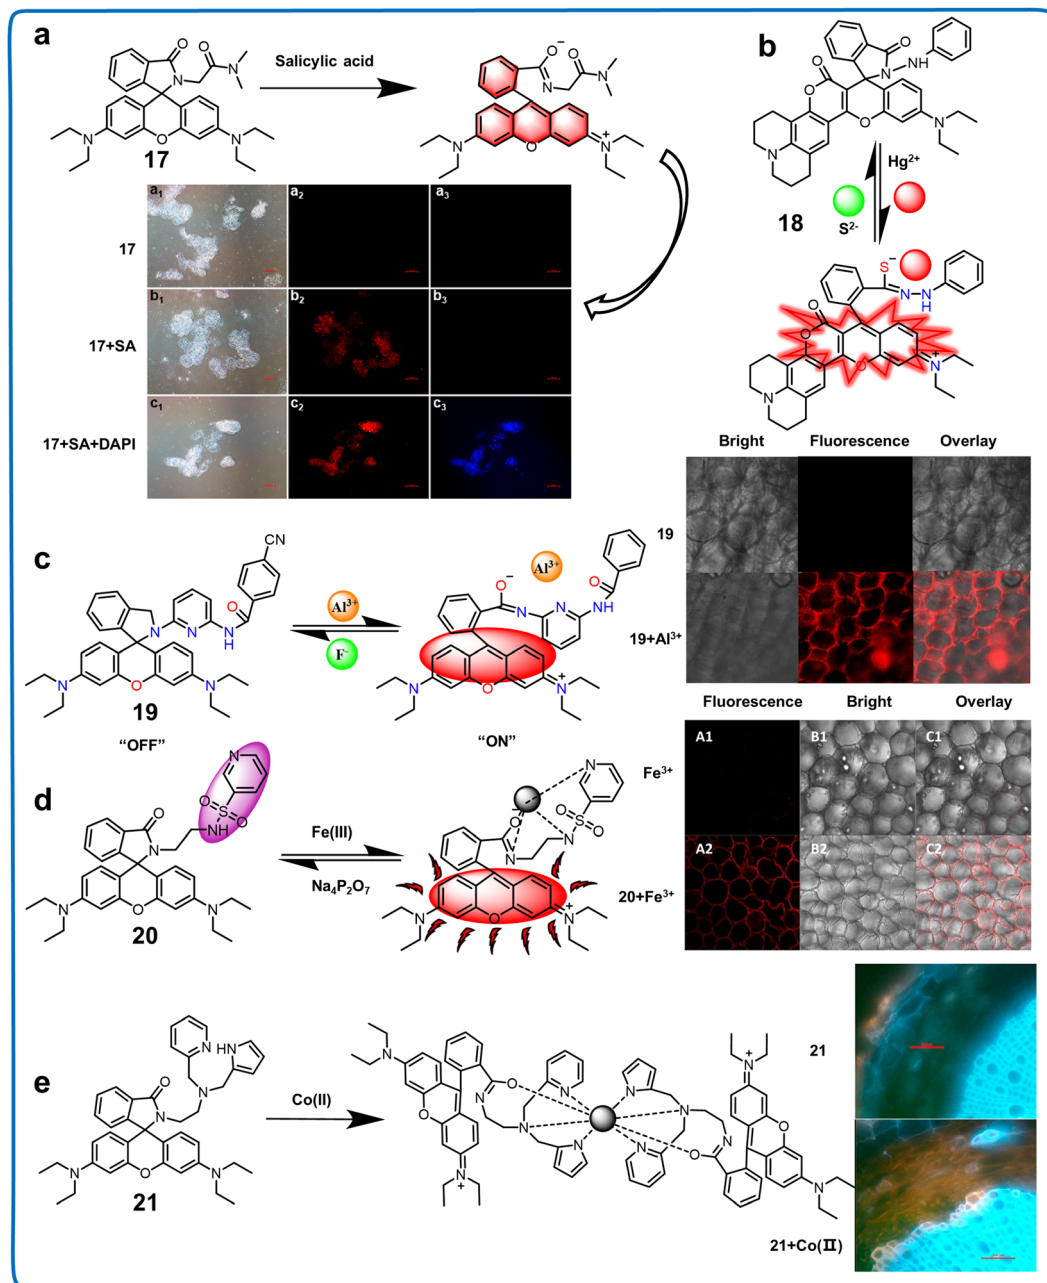 a
Salicylic acid
17
17
a1
a2
a3
17+SA
b1
b2
b3
17+SA+DAPI
c1
c2
c3
b
18
Hg2+
S2-
Bright Fluorescence Overlay
19
19+Al3+
c
CN
Al3+
F-
Al3+
19
"OFF"
"ON"
d
Fe(III)
Na4P2O7
20
Fluorescence Bright Overlay
Fe3+
A1
B1
C1
20+Fe3+
A2
B2
C2
e
Co(II)
21
21
21+Co(II)